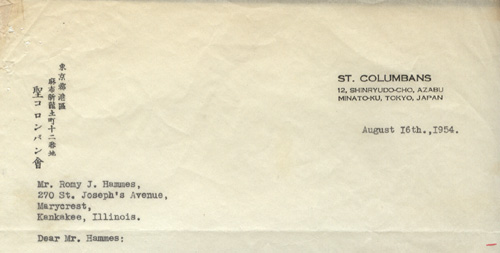 東京都港區
麻布新龍土町十二番地
聖コロンバン會
ST. COLUMBANS
12, SHINRYUDO-CHO, AZABU
MINATO-KU, TOKYO, JAPAN
August 16th.,1954.
Mr. Romy J. Hammes,
270 St. Joseph's Avenue,
Marycrest,
Kankakee, Illinois.
Dear Mr. Hammes: